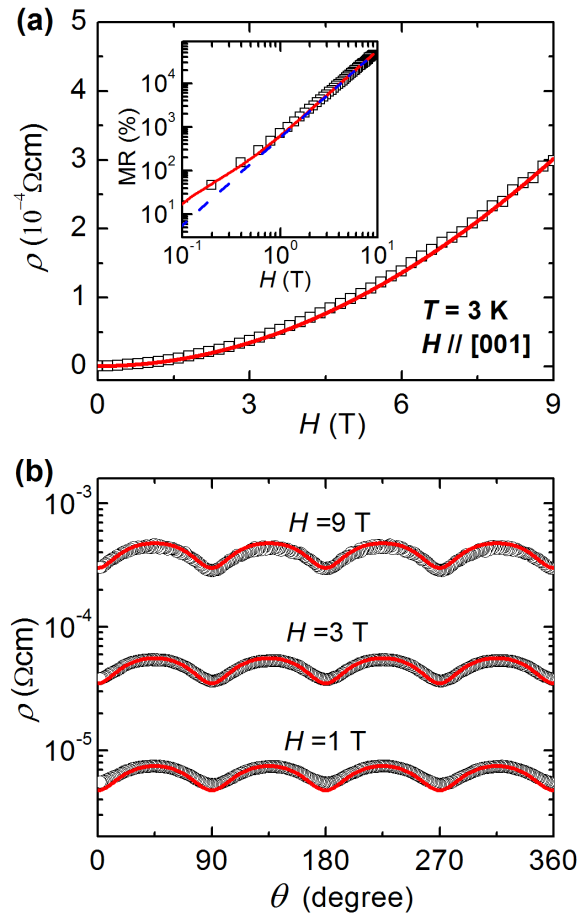 (a)
5
4
3
2
1
0
ρ (10⁻⁴Ωcm)
10⁴
10³
10²
10¹
MR (%)
10⁻¹ 10⁰ 10¹
H (T)
T = 3 K
H // [001]
0 3 6 9
H (T)
(b)
10⁻³
10⁻⁴
10⁻⁵
ρ (Ωcm)
H =9 T
H =3 T
H =1 T
0 90 180 270 360
θ (degree)